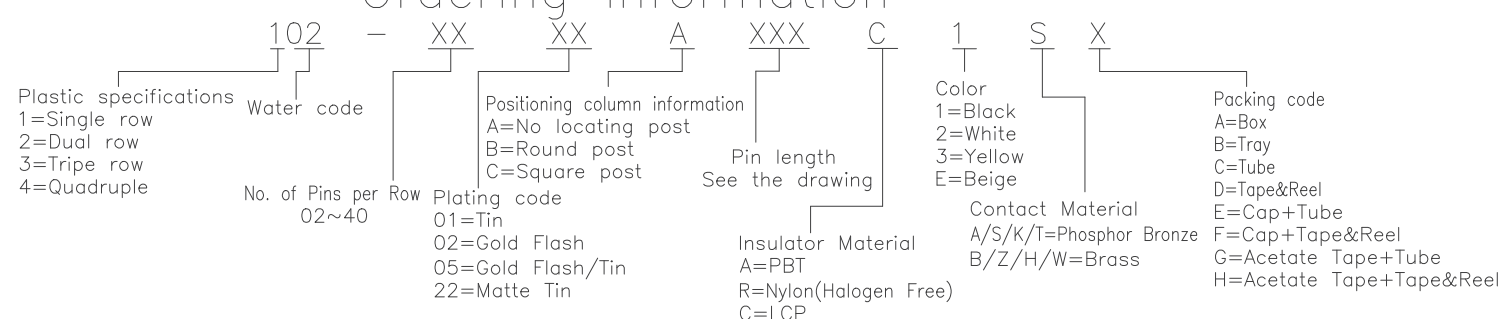 Ordering Information
102 - XX XX A XXX C 1 S X
Plastic specifications
1=Single row
2=Dual row
3=Tripe row
4=Quadruple
Water code
No. of Pins per Row
02~40
Plating code
01=Tin
02=Gold Flash
05=Gold Flash/Tin
22=Matte Tin
Positioning column information
A=No locating post
B=Round post
C=Square post
Pin length
See the drawing
Insulator Material
A=PBT
R=Nylon(Halogen Free)
C=LCP
Color
1=Black
2=White
3=Yellow
E=Beige
Contact Material
A/S/K/T=Phosphor Bronze
B/Z/H/W=Brass
Packing code
A=Box
B=Tray
C=Tube
D=Tape&Reel
E=Cap+Tube
F=Cap+Tape&Reel
G=Acetate Tape+Tube
H=Acetate Tape+Tape&Reel